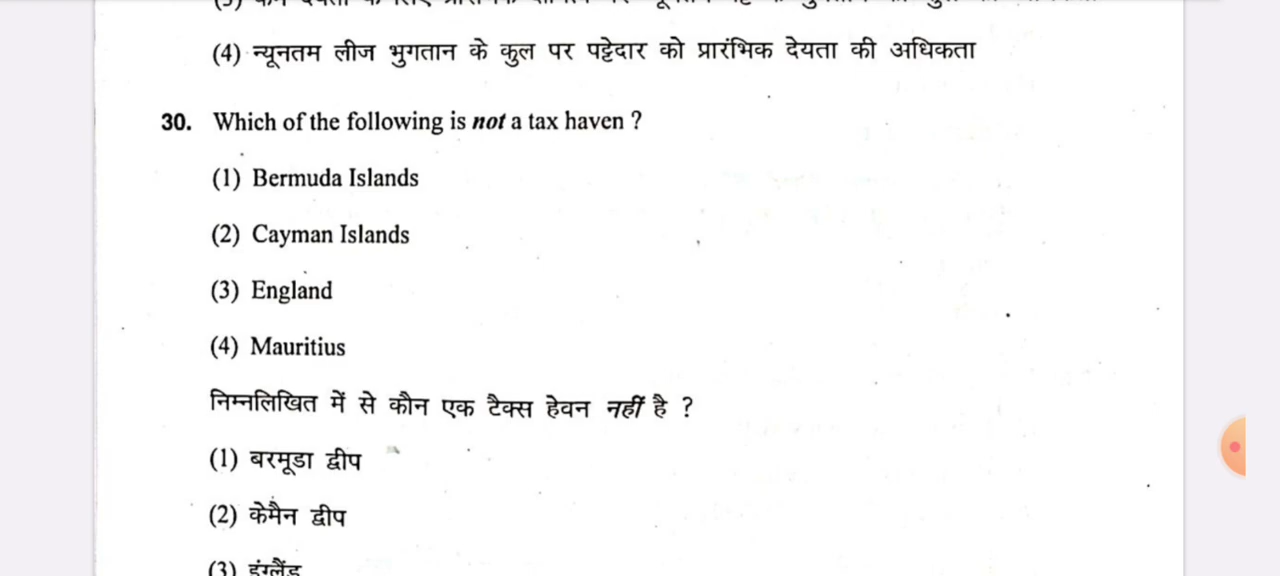 (4) न्यूनतम लीज भुगतान के कुल पर पट्टेदार को प्रारंभिक देयता की अधिकता
30. Which of the following is not a tax haven ?
(1) Bermuda Islands
(2) Cayman Islands
(3) England
(4) Mauritius
निम्नलिखित में से कौन एक टैक्स हेवन नहीं है ?
(1) बरमूडा द्वीप
(2) केमैन द्वीप
(3) इंग्लैंड